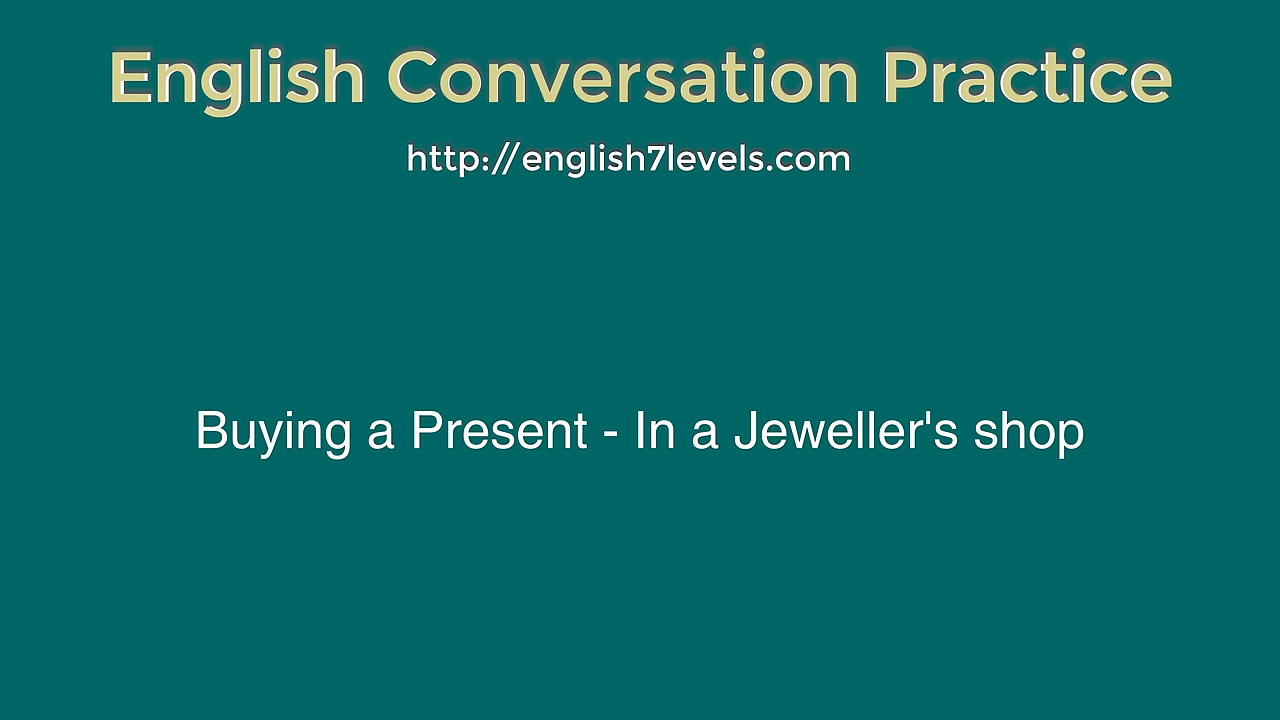 English Conversation Practice
http://english7levels.com
Buying a Present - In a Jeweller's shop